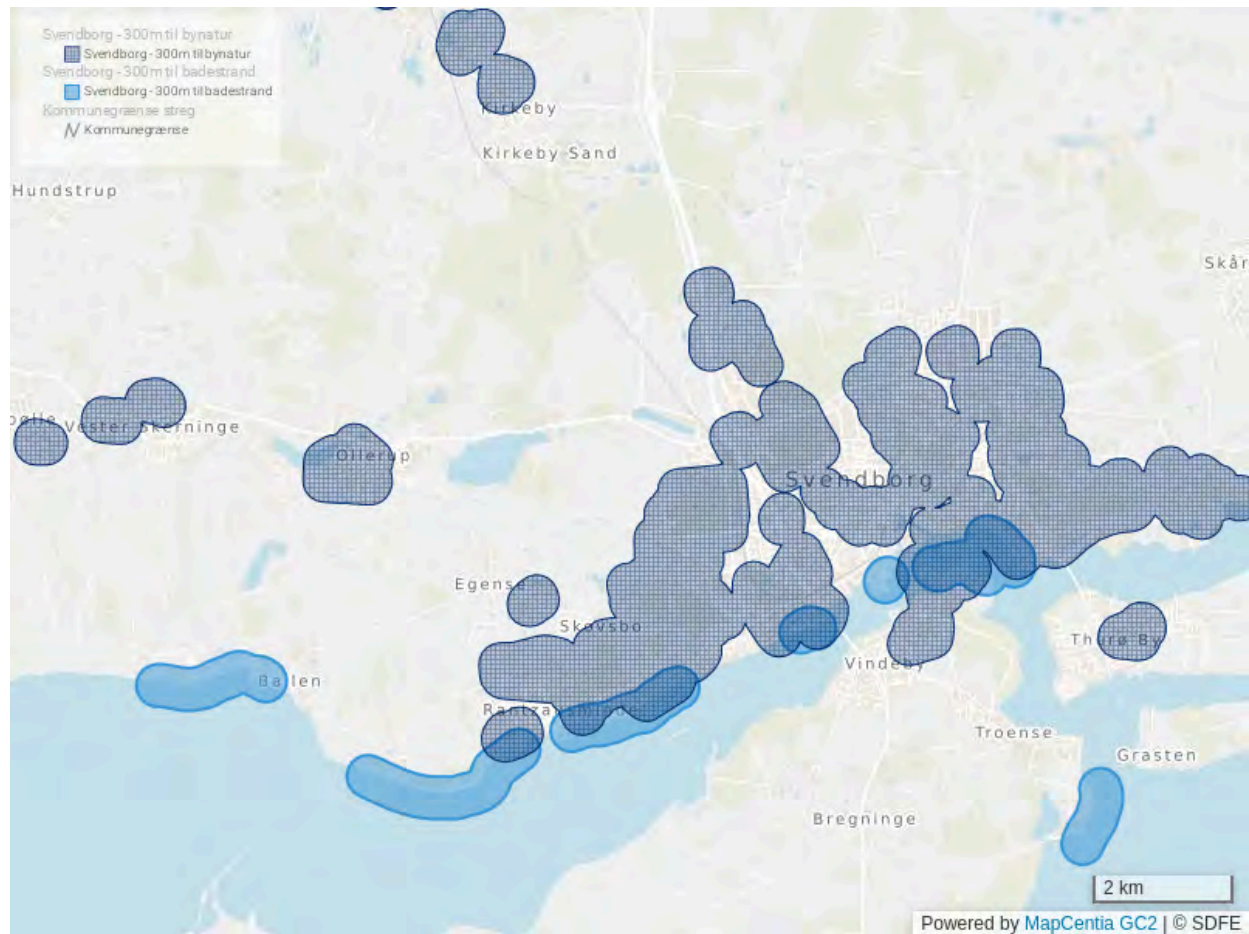 Svendborg - 300m til bynatur
Svendborg - 300m til bynatur
Svendborg - 300m til badestrand
Svendborg - 300m til badestrand
Kommunegrænse streg
Kommunegrænse
Kirkeby
Kirkeby Sand
Hundstrup
Skår
Vester Skerninge
Ollerup
Svendborg
Egense
Skovsbo
Thurø By
Vindeby
Ballen
Troense
Grasten
Bregninge
2 km
Powered by MapCentia GC2 | © SDFE